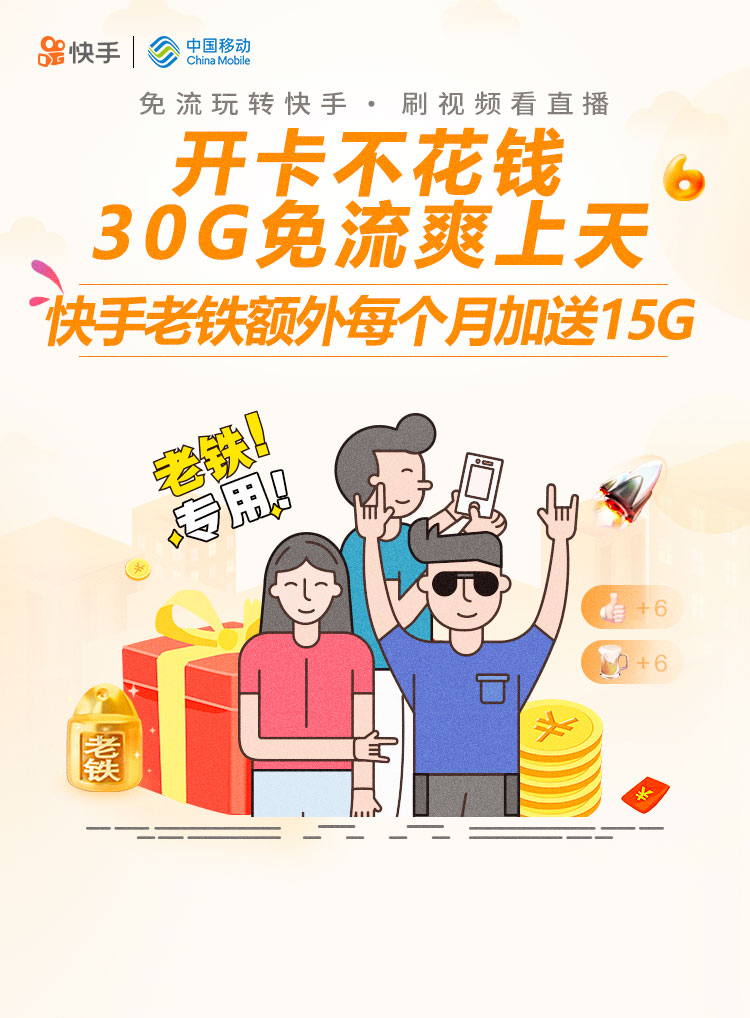 快手 中国移动
China Mobile
免流玩转快手·刷视频看直播
开卡不花钱
30G免流爽上天
快手老铁额外每个月加送15G
6
老铁!
专用!
+6
+6
老铁